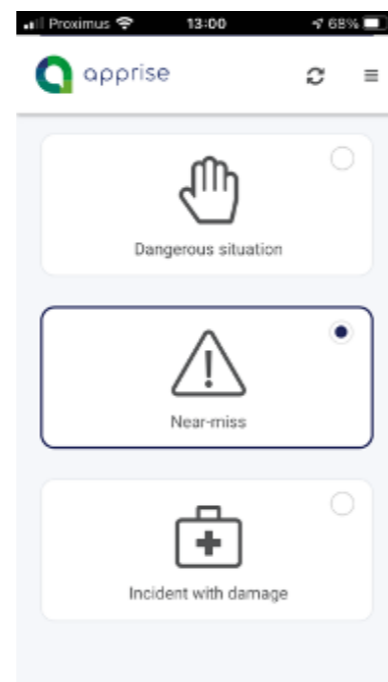 Proximus 13:00 68%
apprise
Dangerous situation
Near-miss
Incident with damage